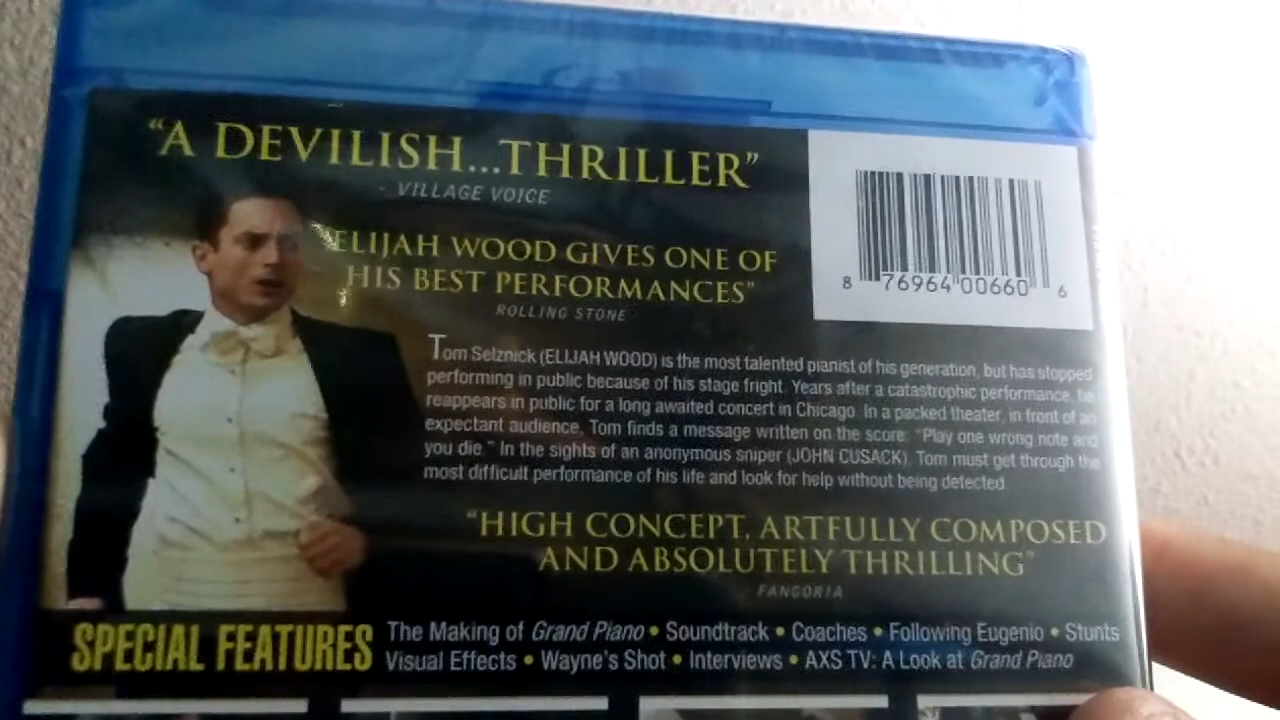 “A DEVILISH...THRILLER”
- VILLAGE VOICE
“ELIJAH WOOD GIVES ONE OF
HIS BEST PERFORMANCES”
ROLLING STONE
8 76964 00660 6
Tom Selznick (ELIJAH WOOD) is the most talented pianist of his generation, but has stopped
performing in public because of his stage fright. Years after a catastrophic performance, he
reappears in public for a long awaited concert in Chicago. In a packed theater, in front of an
expectant audience, Tom finds a message written on the score: “Play one wrong note and
you die.” In the sights of an anonymous sniper (JOHN CUSACK), Tom must get through the
most difficult performance of his life and look for help without being detected.
“HIGH CONCEPT, ARTFULLY COMPOSED
AND ABSOLUTELY THRILLING”
- FANGORIA
SPECIAL FEATURES
The Making of Grand Piano • Soundtrack • Coaches • Following Eugenio • Stunts
Visual Effects • Wayne's Shot • Interviews • AXS TV: A Look at Grand Piano